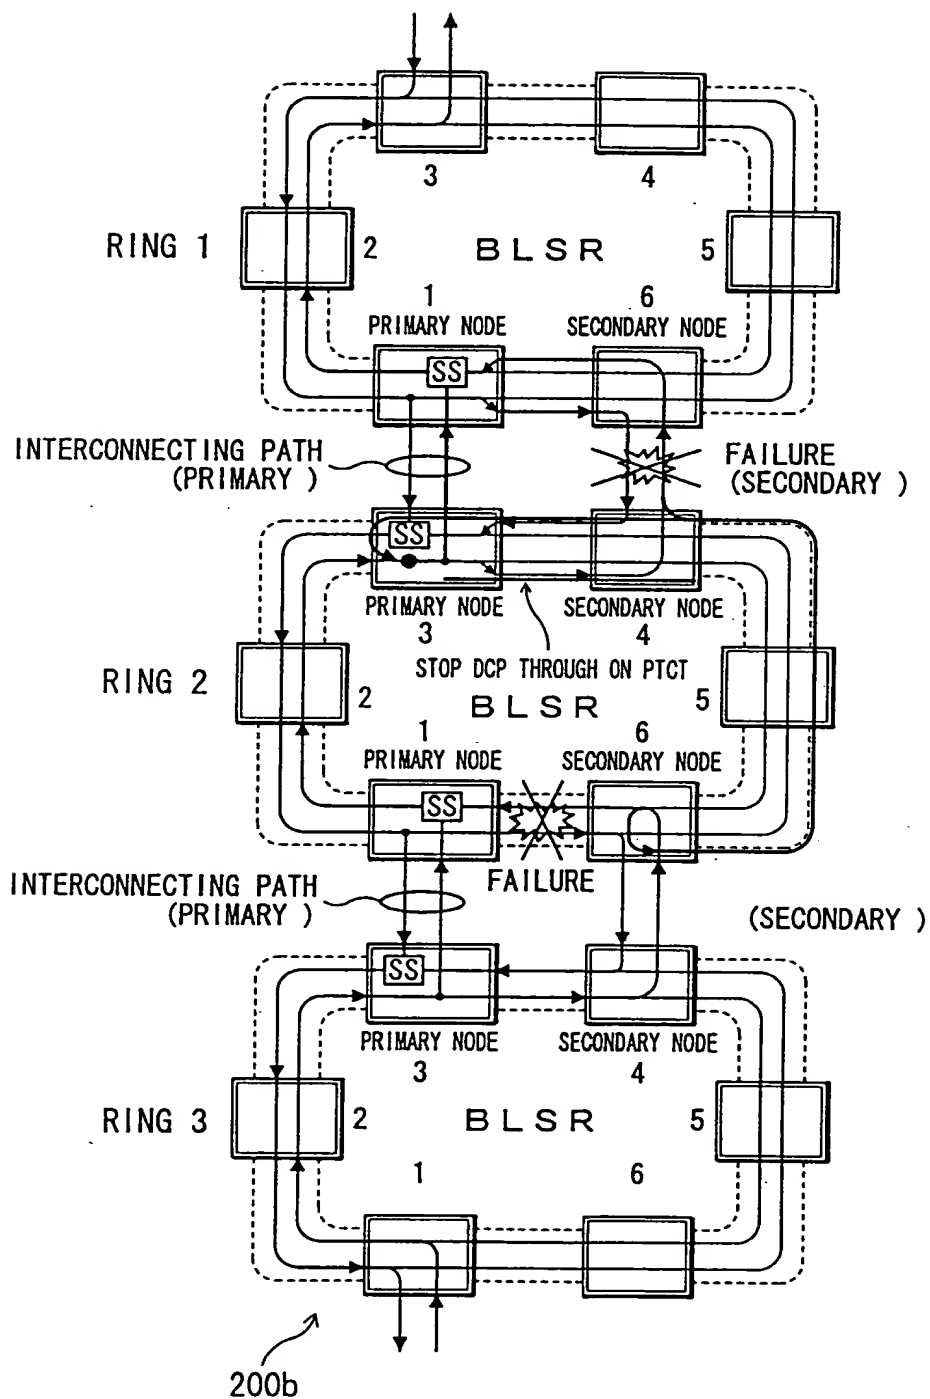 3
4
RING 1
2
BLSR
5
1
6
PRIMARY NODE
SECONDARY NODE
SS
INTERCONNECTING PATH
(PRIMARY )
FAILURE
(SECONDARY )
SS
PRIMARY NODE
SECONDARY NODE
3
4
STOP DCP THROUGH ON PTCT
RING 2
2
BLSR
5
1
6
PRIMARY NODE
SECONDARY NODE
SS
FAILURE
INTERCONNECTING PATH
(PRIMARY )
(SECONDARY )
SS
PRIMARY NODE
SECONDARY NODE
3
4
RING 3
2
BLSR
5
1
6
200b